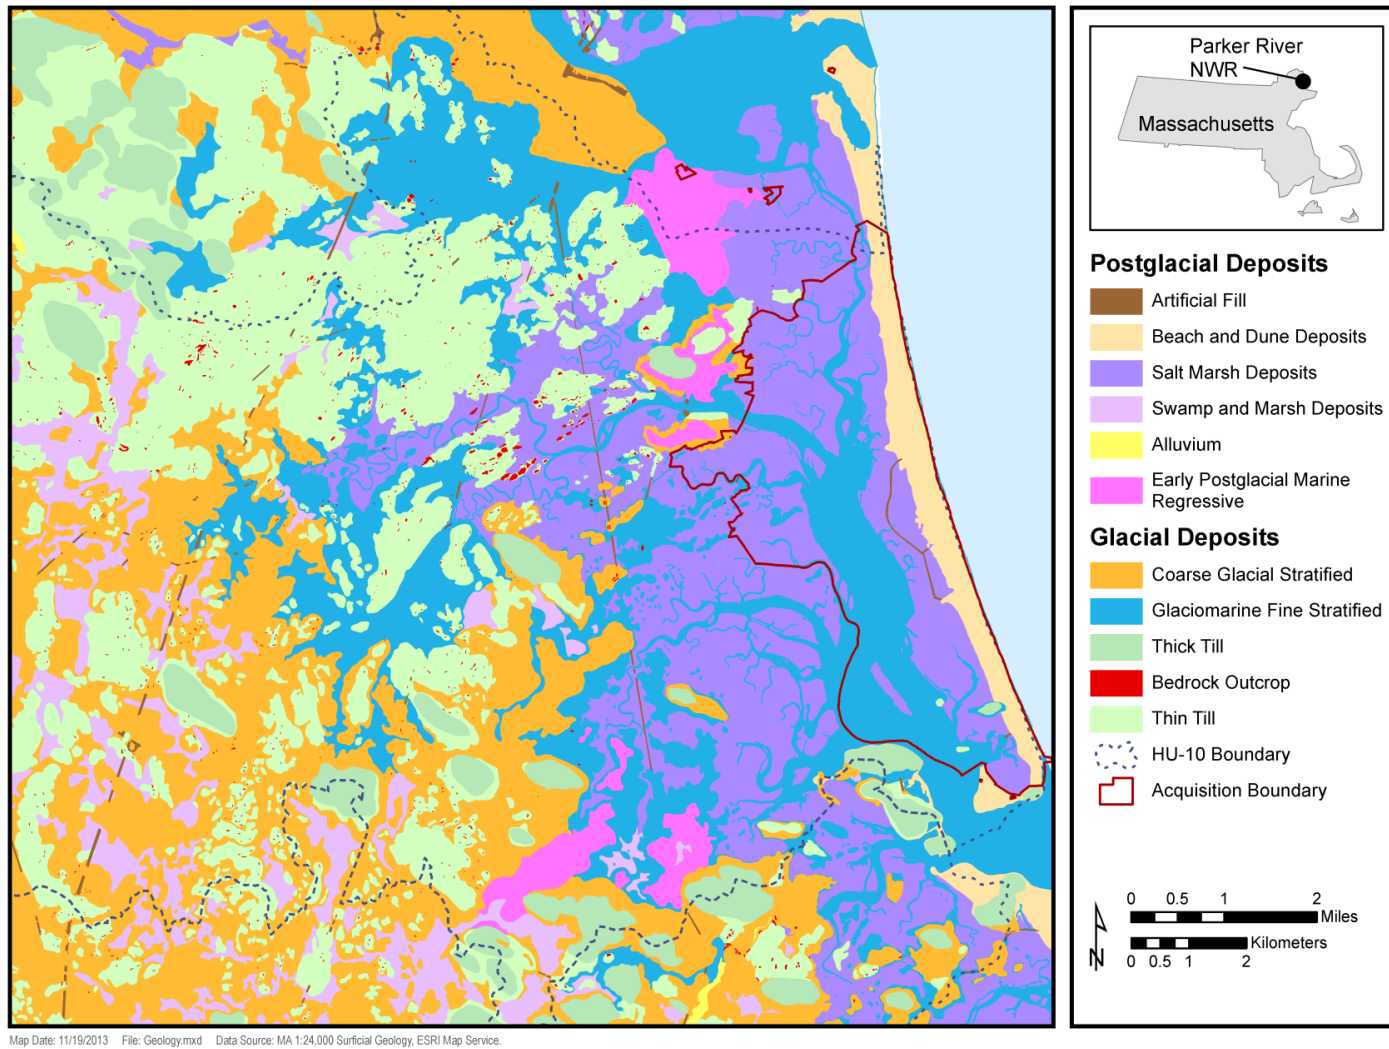 Parker River
NWR
Massachusetts
Postglacial Deposits
Artificial Fill
Beach and Dune Deposits
Salt Marsh Deposits
Swamp and Marsh Deposits
Alluvium
Early Postglacial Marine
Regressive
Glacial Deposits
Coarse Glacial Stratified
Glaciomarine Fine Stratified
Thick Till
Bedrock Outcrop
Thin Till
HU-10 Boundary
Acquisition Boundary
0 0.5 1 2
Miles
Kilometers
0 0.5 1 2
N
Map Date: 11/19/2013 File: Geology.mxd Data Source: MA 1:24,000 Surficial Geology, ESRI Map Service.